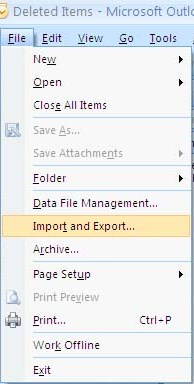 Deleted Items - Microsoft Outlo
File Edit View Go Tools
New
Open
Close All Items
Save As...
Save Attachments
Folder
Data File Management...
Import and Export...
Archive...
Page Setup
Print Preview
Print... Ctrl+P
Work Offline
Exit